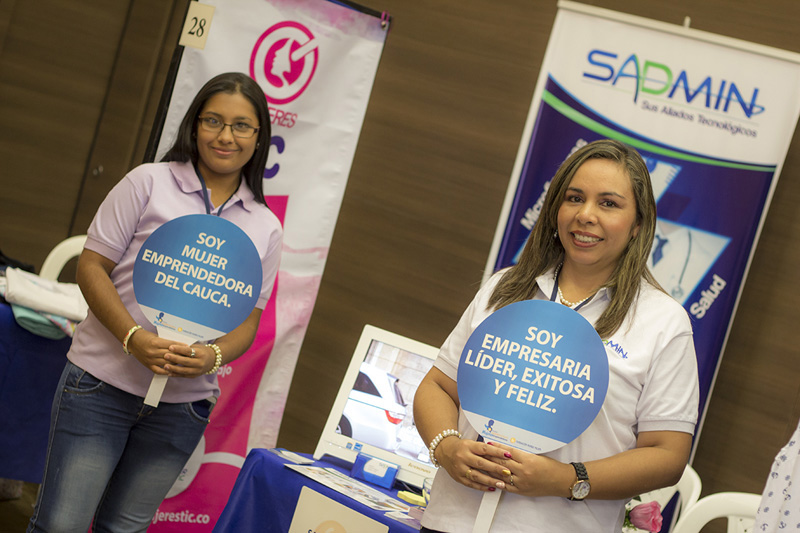 28
SOY
MUJER
EMPRENDEDORA
DEL CAUCA.
jerestic.co
SADMIN
Sus Aliados Tecnológicos
Salud
SOY
EMPRESARIA
LÍDER, EXITOSA
Y FELIZ.